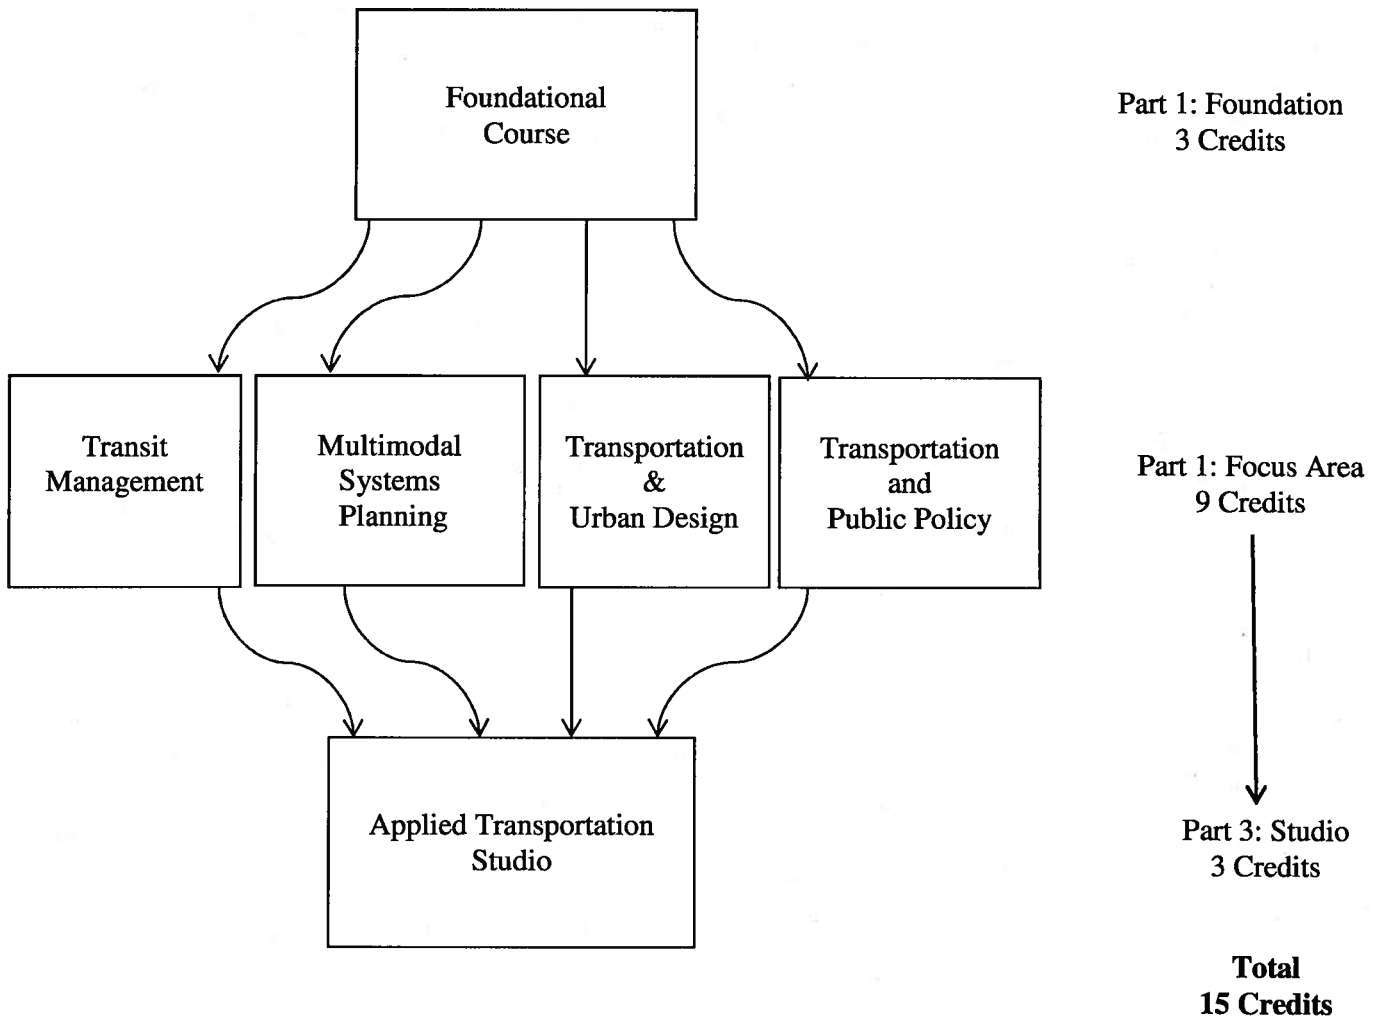 Foundational
Course
Part 1: Foundation
3 Credits
Transit
Management
Multimodal
Systems
Planning
Transportation
&
Urban Design
Transportation
and
Public Policy
Part 1: Focus Area
9 Credits
Applied Transportation
Studio
Part 3: Studio
3 Credits
Total
15 Credits